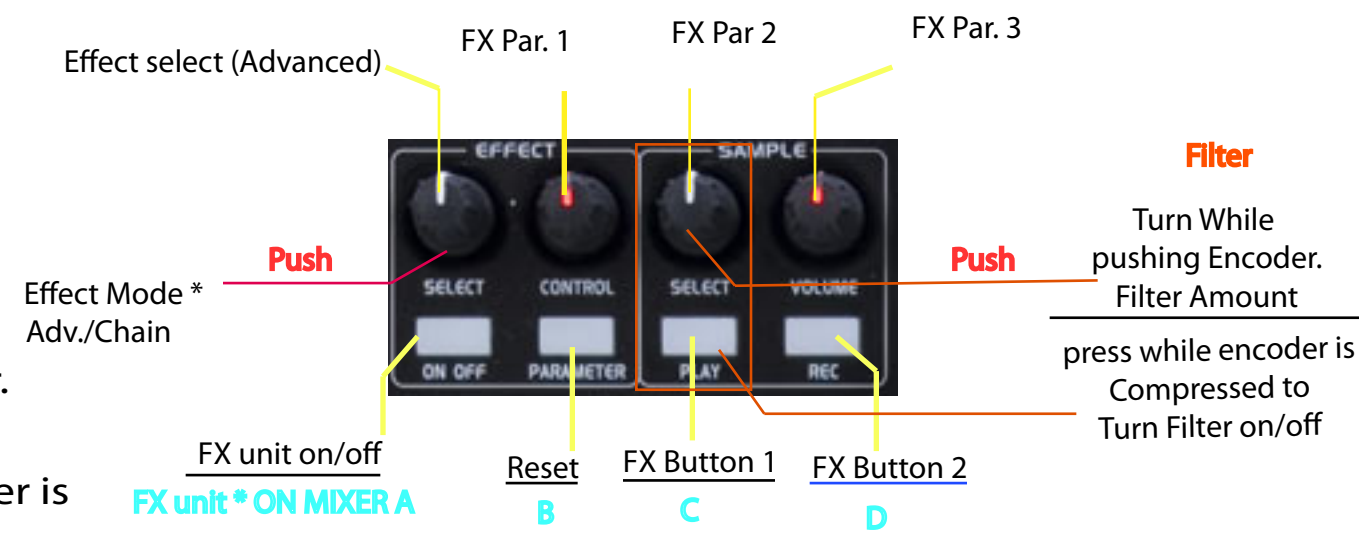 FX Par. 1
FX Par 2
FX Par. 3
Effect select (Advanced)
EFFECT
SAMPLE
Filter
Turn While
pushing Encoder.
Filter Amount
Push
Push
Effect Mode *
Adv./Chain
SELECT
CONTROL
SELECT
VOLUME
press while encoder is
Compressed to
Turn Filter on/off
ON OFF
PARAMETER
PLAY
REC
r is
FX unit on/off
Reset
FX Button 1
FX Button 2
FX unit * ON MIXER A
B
C
D